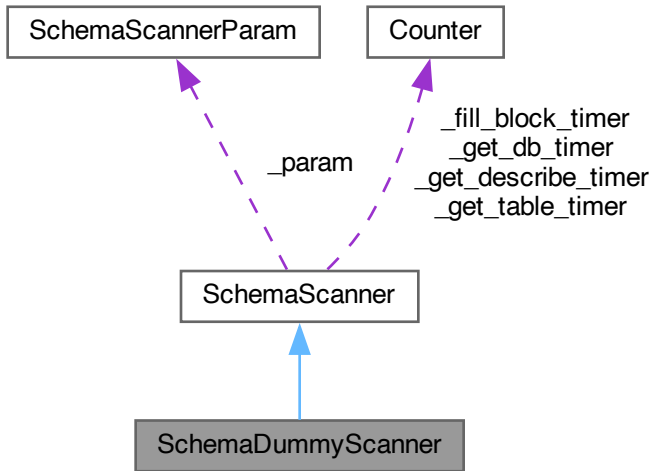 SchemaScannerParam
Counter
_param
_fill_block_timer
_get_db_timer
_get_describe_timer
_get_table_timer
SchemaScanner
SchemaDummyScanner